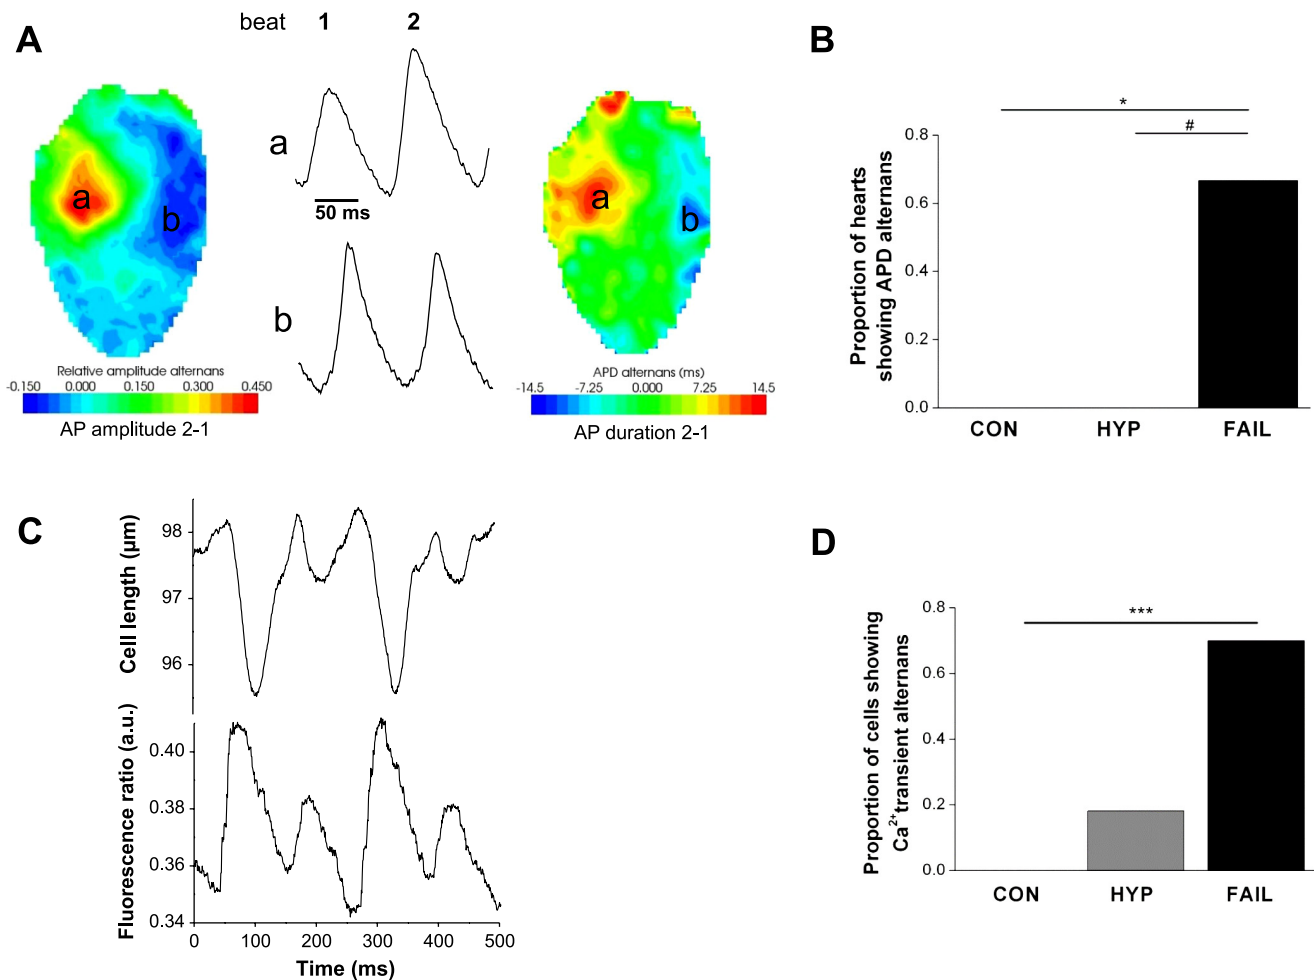 A
beat 1 2
a
b
a
50 ms
b
Relative amplitude alternans
-0.150 0.000 0.150 0.300 0.450
AP amplitude 2-1
a
b
APD alternans (ms)
-14.5 -7.25 0.000 7.25 14.5
AP duration 2-1
B
Proportion of hearts
showing APD alternans
*
#
0.8
0.6
0.4
0.2
0.0
CON HYP FAIL
C
Cell length (µm)
98
97
96
Fluorescence ratio (a.u.)
0.40
0.38
0.36
0.34
0 100 200 300 400 500
Time (ms)
D
Proportion of cells showing
Ca2+transient alternans
***
0.8
0.6
0.4
0.2
0.0
CON HYP FAIL